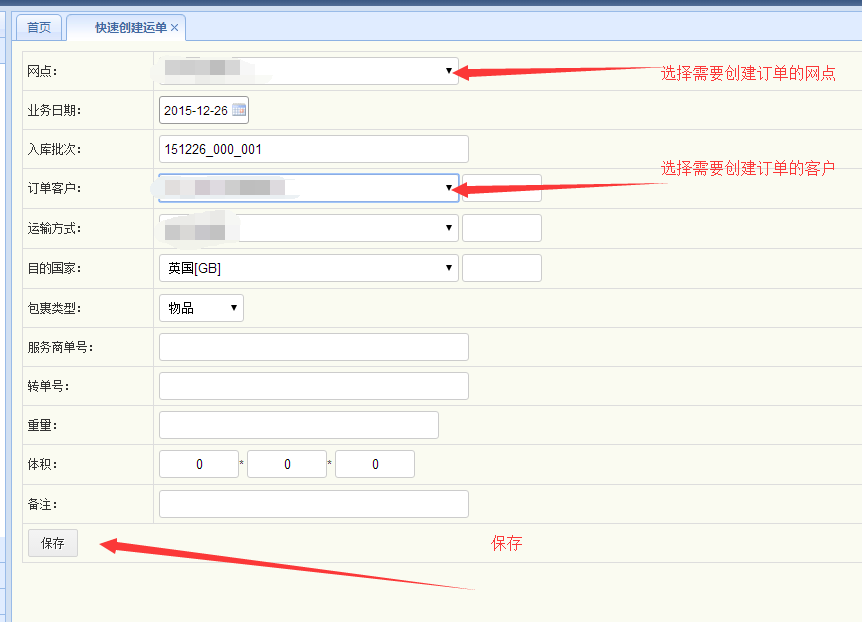 首页
快速创建运单 ×
网点:
选择需要创建订单的网点
业务日期:
2015-12-26
入库批次:
151226_000_001
订单客户:
选择需要创建订单的客户
运输方式:
目的国家:
英国[GB]
包裹类型:
物品
服务商单号:
转单号:
重量:
体积:
0 * 0 * 0
备注:
保存
保存